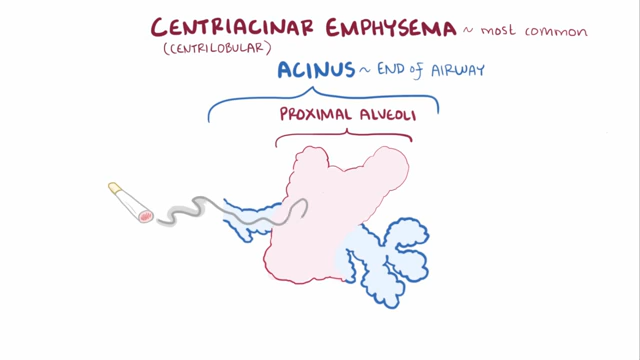 CENTRIACINAR EMPHYSEMA ~ most common
(CENTRILOBULAR)
ACINUS ~ END of AIRWAY
PROXIMAL ALVEOLI